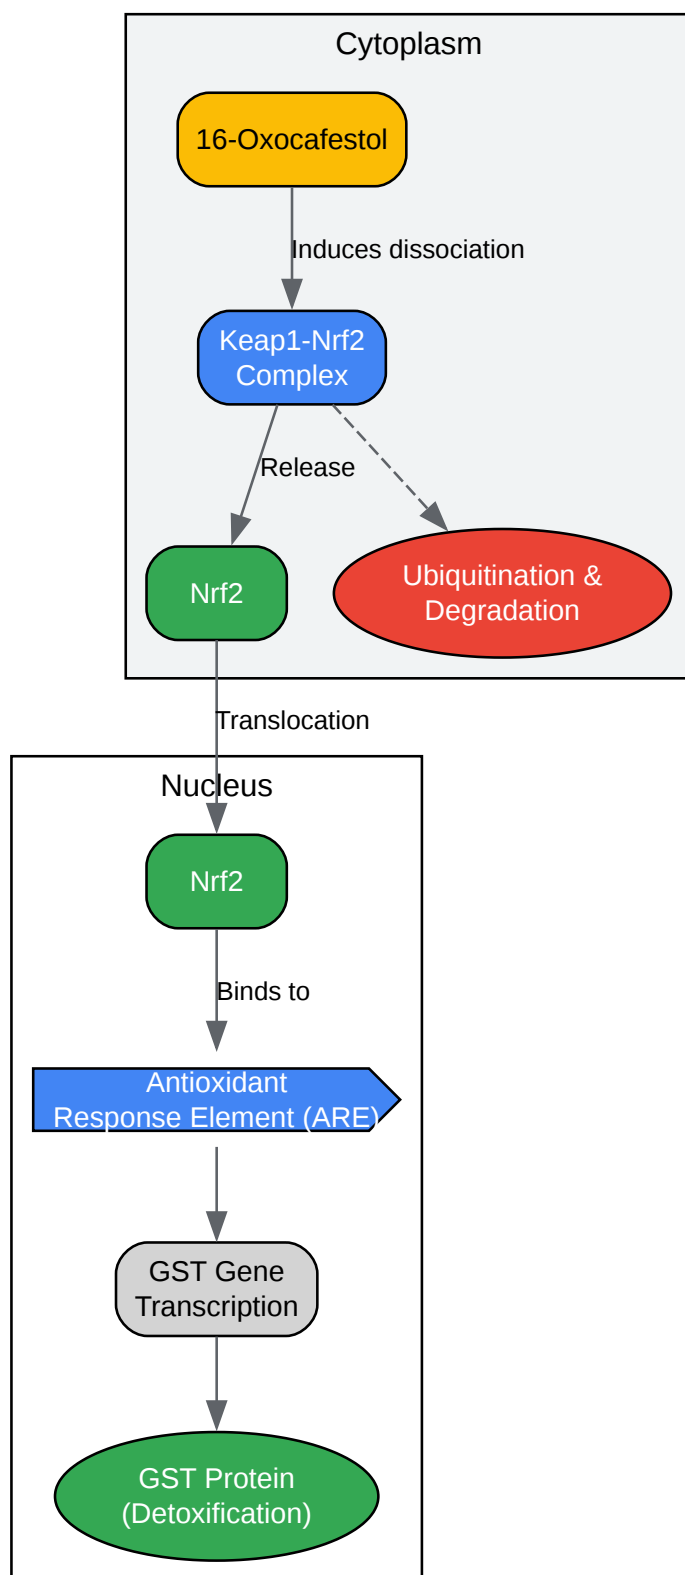 Cytoplasm
16-Oxocafestol
Induces dissociation
Keap1-Nrf2
Complex
Release
Nrf2
Ubiquitination &
Degradation
Translocation
Nucleus
Nrf2
Binds to
Antioxidant
Response Element (ARE)
GST Gene
Transcription
GST Protein
(Detoxification)